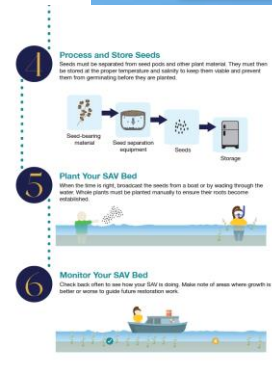 4
Process and Store Seeds
Seeds must be separated from seed pods and other plant material. They must then
be stored at the proper temperature and salinity to keep them viable and prevent
them from germinating before they are planted.
Seed-bearing
material
Seed separation
equipment
Seeds
Storage
5
Plant Your SAV Bed
When the time is right, broadcast the seeds from a boat or by wading through the
water. Whole plants must be planted manually to ensure their roots become
established.
6
Monitor Your SAV Bed
Check back often to see how your SAV is doing. Make note of areas where growth is
better or worse to guide future restoration work.